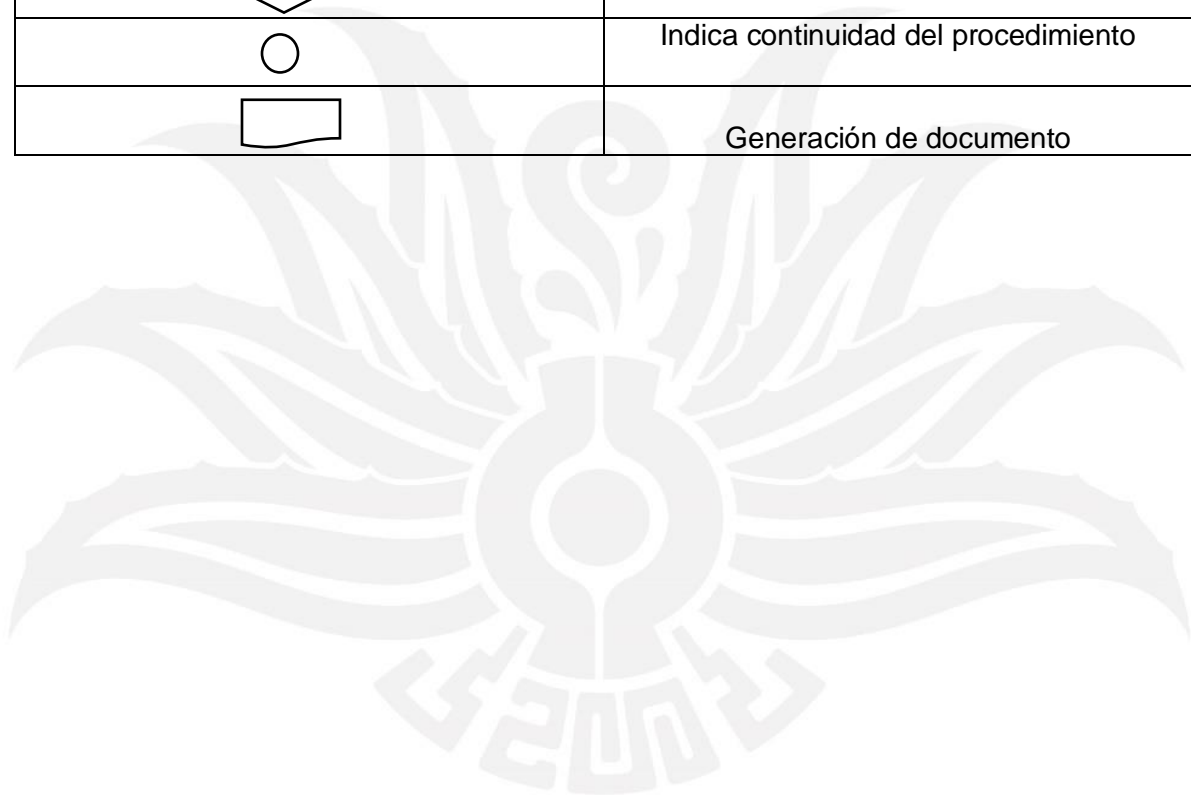 Indica continuidad del procedimiento
Generación de documento